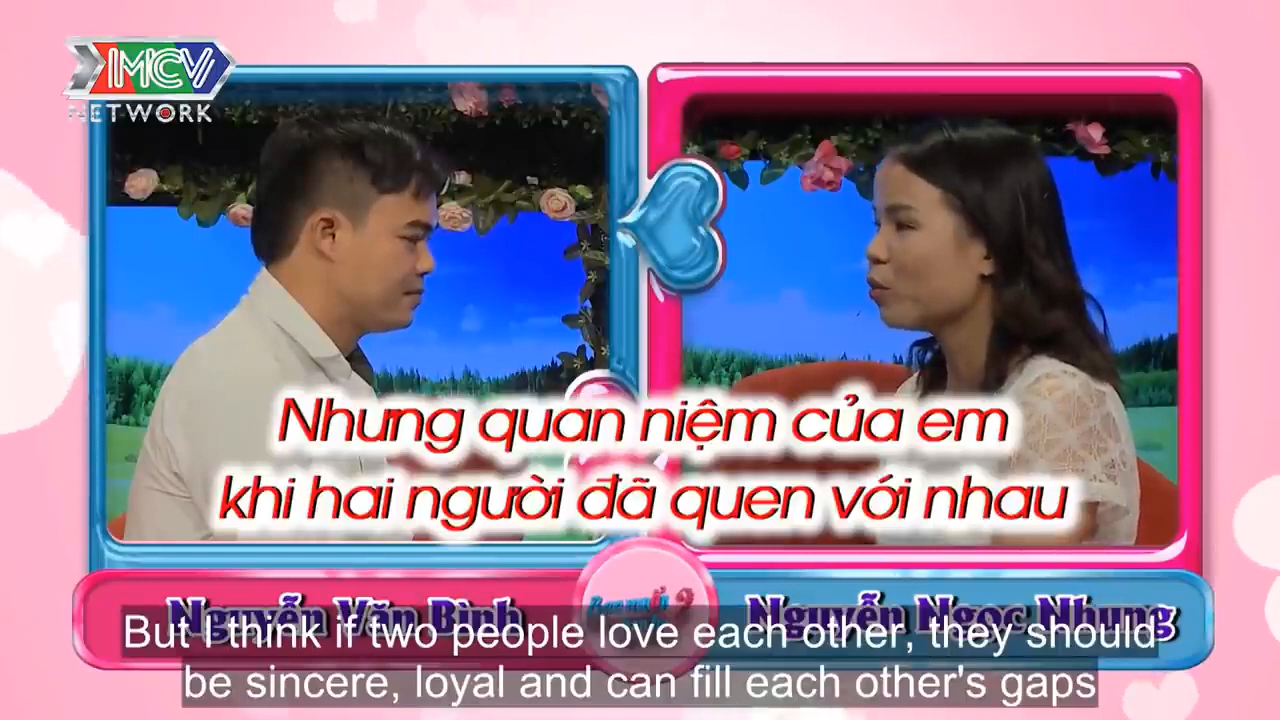 MCV
NETWORK
Nhưng quan niệm của em
khi hai người đã quen với nhau
Nguyễn Văn Bình
Nguyễn Ngọc Nhung
But I think if two people love each other, they should
be sincere, loyal and can fill each other's gaps